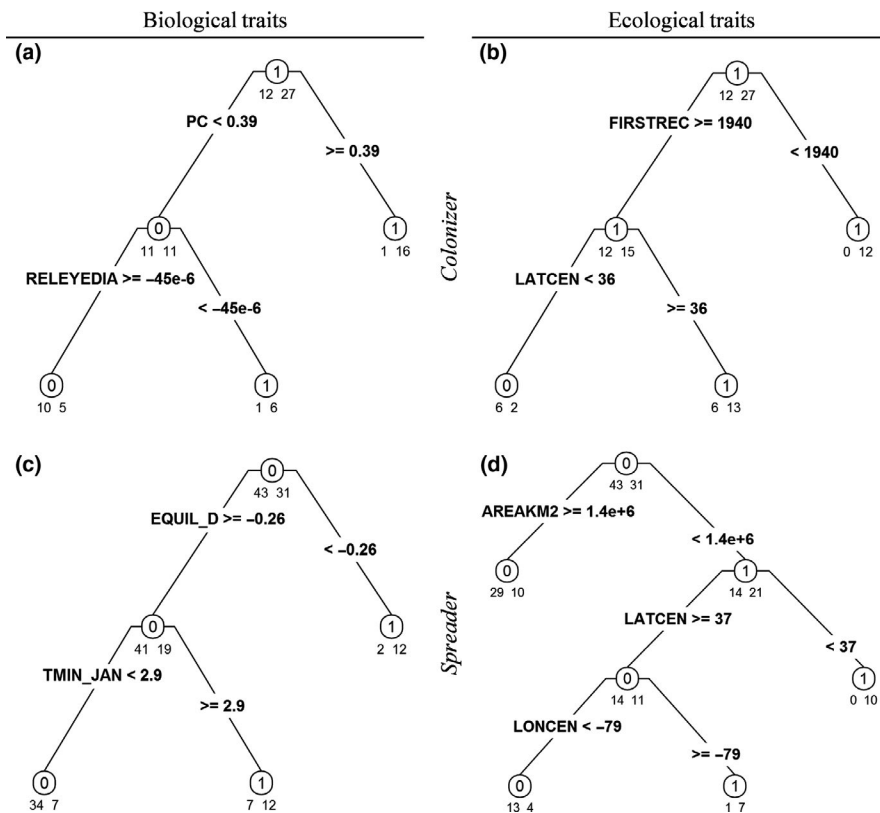 Biological traits
Ecological traits
(a)
1
12 27
PC < 0.39
>= 0.39
0
11 11
1
1 16
RELEYEDIA >= −45e-6
< −45e-6
0
10 5
1
1 6
Colonizer
(b)
1
12 27
FIRSTREC >= 1940
< 1940
1
12 15
1
0 12
LATCEN < 36
>= 36
0
6 2
1
6 13
(c)
0
43 31
EQUIL_D >= −0.26
< −0.26
0
41 19
1
2 12
TMIN_JAN < 2.9
>= 2.9
0
34 7
1
7 12
Spreader
(d)
0
43 31
AREAKM2 >= 1.4e+6
< 1.4e+6
0
29 10
1
14 21
LATCEN >= 37
< 37
0
14 11
1
0 10
LONCEN < −79
>= −79
0
13 4
1
1 7